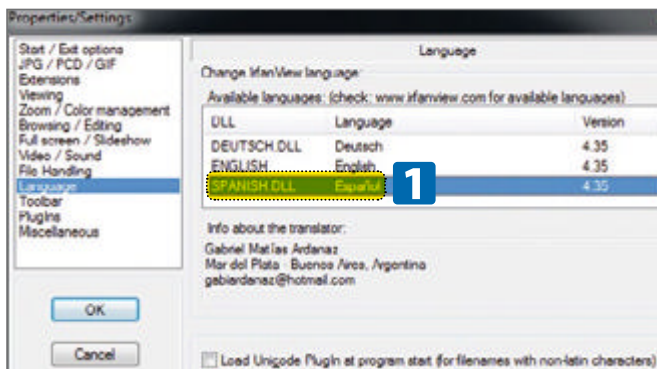 Properties/Settings
Start / Exit options
JPG / PCD / GIF
Extensions
Viewing
Zoom / Color management
Browsing / Editing
Full screen / Slideshow
Video / Sound
File Handling
Language
Toolbar
PlugIns
Miscellaneous
OK
Cancel
Language
Change IrfanView language:
Available languages: (check: www.irfanview.com for available languages)
DLL Language Version
DEUTSCH.DLL Deutsch 4.35
ENGLISH English 4.35
SPANISH.DLL Español 4.35
1
Info about the translator:
Gabriel Matías Ardanaz
Mar del Plata - Buenos Aires, Argentina
gabiardanaz@hotmail.com
Load Unicode PlugIn at program start (for filenames with non-latin characters)